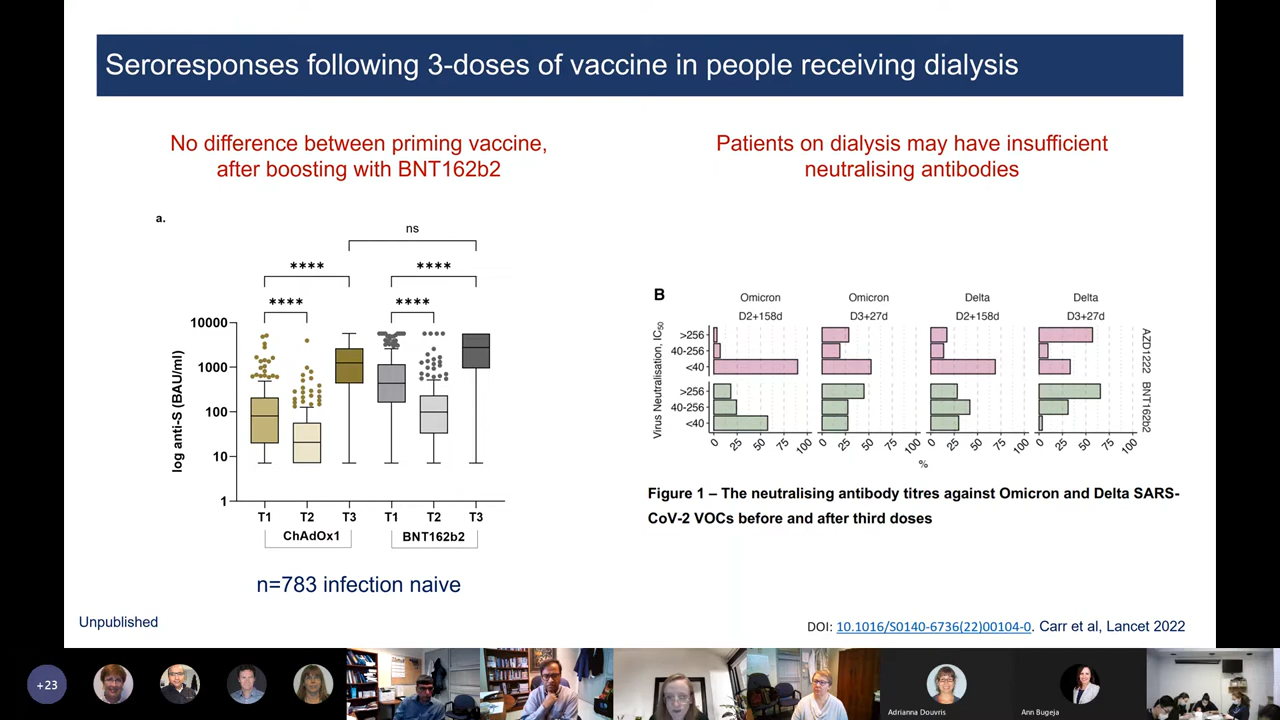 Seroresponses following 3-doses of vaccine in people receiving dialysis
No difference between priming vaccine,
after boosting with BNT162b2
Patients on dialysis may have insufficient
neutralising antibodies
a.
ns
**** ****
**** ****
10000
1000
100
10
1
log anti-S (BAU/ml)
T1 T2 T3 T1 T2 T3
ChAdOx1 BNT162b2
n=783 infection naive
Unpublished
B
Omicron Omicron Delta Delta
D2+158d D3+27d D2+158d D3+27d
Virus Neutralisation, IC50
>256
40-256
<40
AZD1222
>256
40-256
<40
BNT162b2
0 25 50 75 100 0 25 50 75 100 0 25 50 75 100 0 25 50 75 100
%
Figure 1 – The neutralising antibody titres against Omicron and Delta SARS-
CoV-2 VOCs before and after third doses
DOI: 10.1016/S0140-6736(22)00104-0. Carr et al, Lancet 2022
+23
Adrianna Douvris
Ann Bugeja